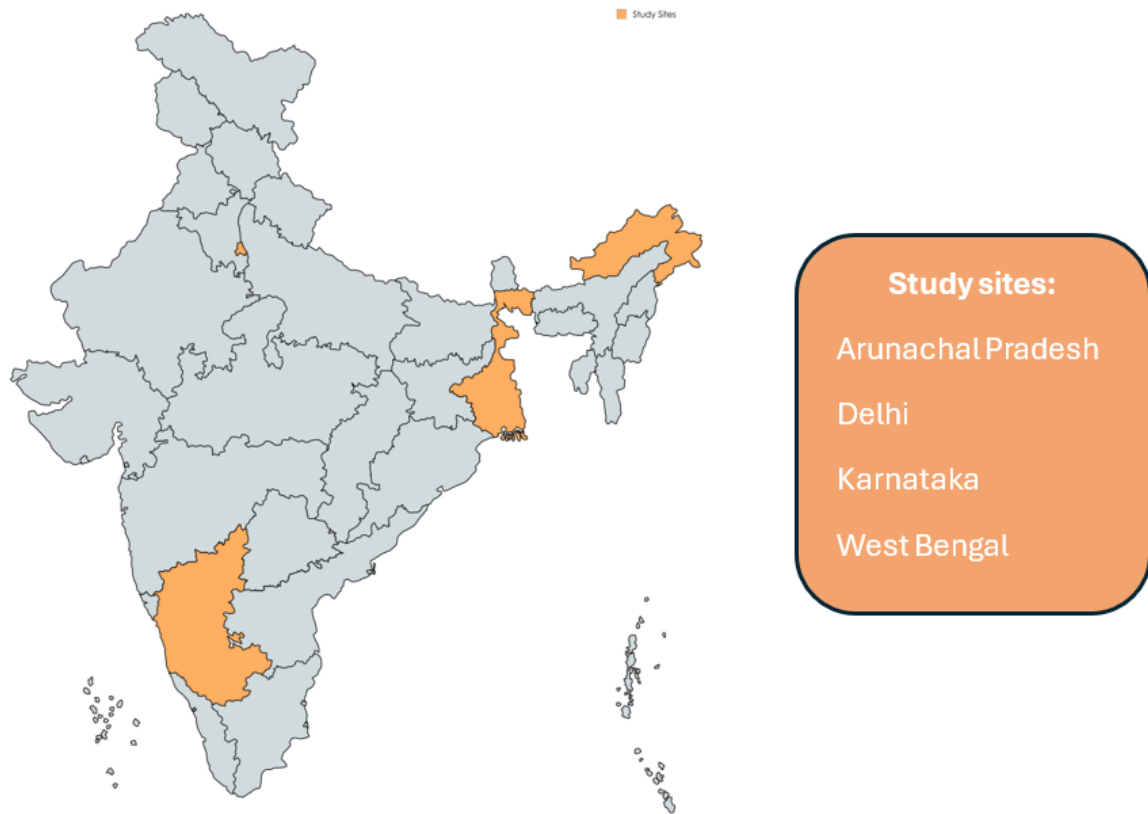 Study Sites
Study sites:
Arunachal Pradesh
Delhi
Karnataka
West Bengal